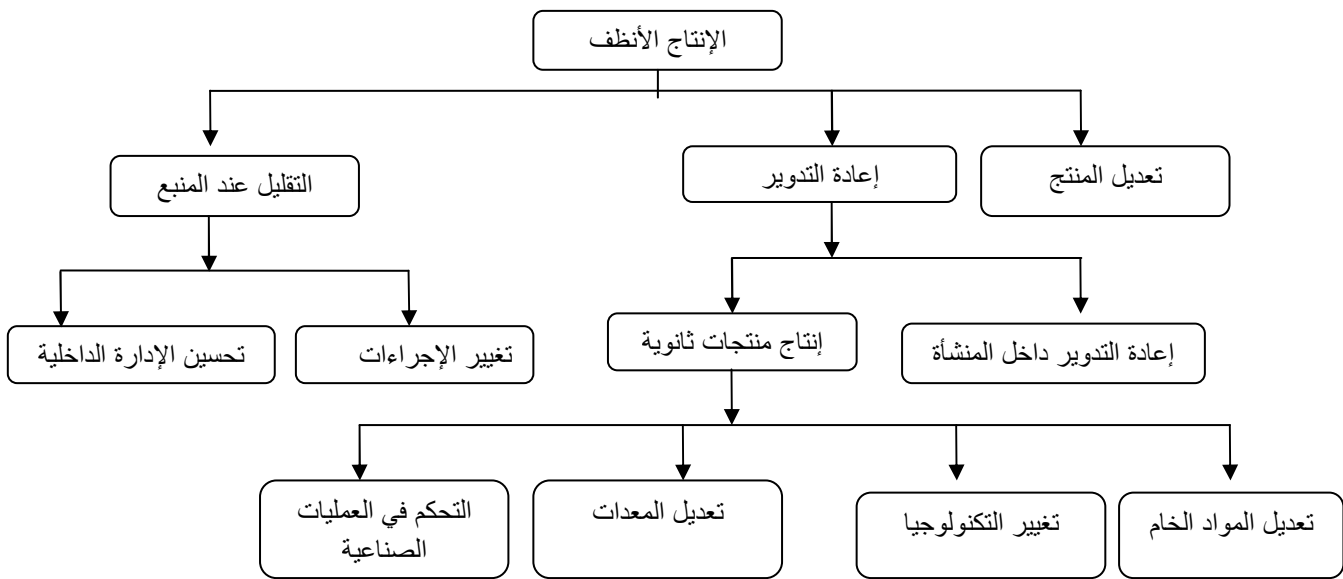 الإنتاج الأنظف
تعديل المنتج
إعادة التدوير
التقليل عند المنبع
إعادة التدوير داخل المنشأة
إنتاج منتجات ثانوية
تغيير الإجراءات
تحسين الإدارة الداخلية
تعديل المواد الخام
تغيير التكنولوجيا
تعديل المعدات
التحكم في العمليات
الصناعية